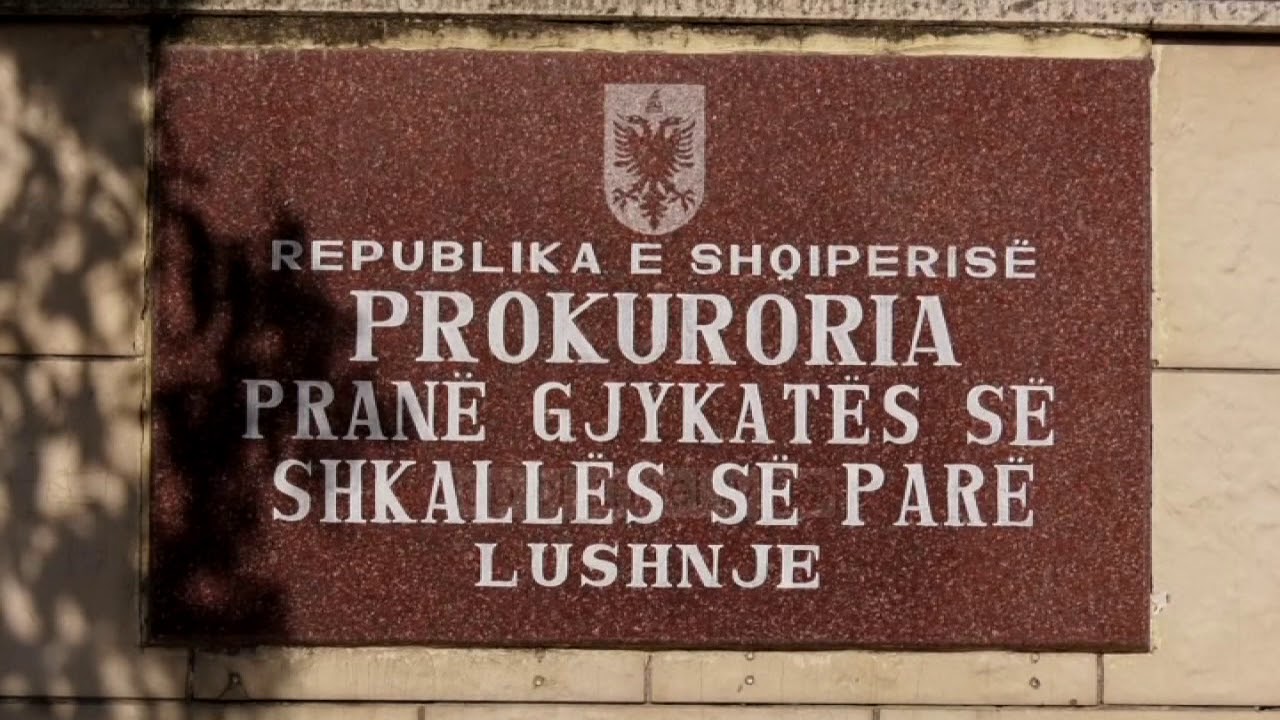 REPUBLIKA E SHQIPERISË
PROKURORIA
PRANË GJYKATËS SË
SHKALLËS SË PARË
LUSHNJE